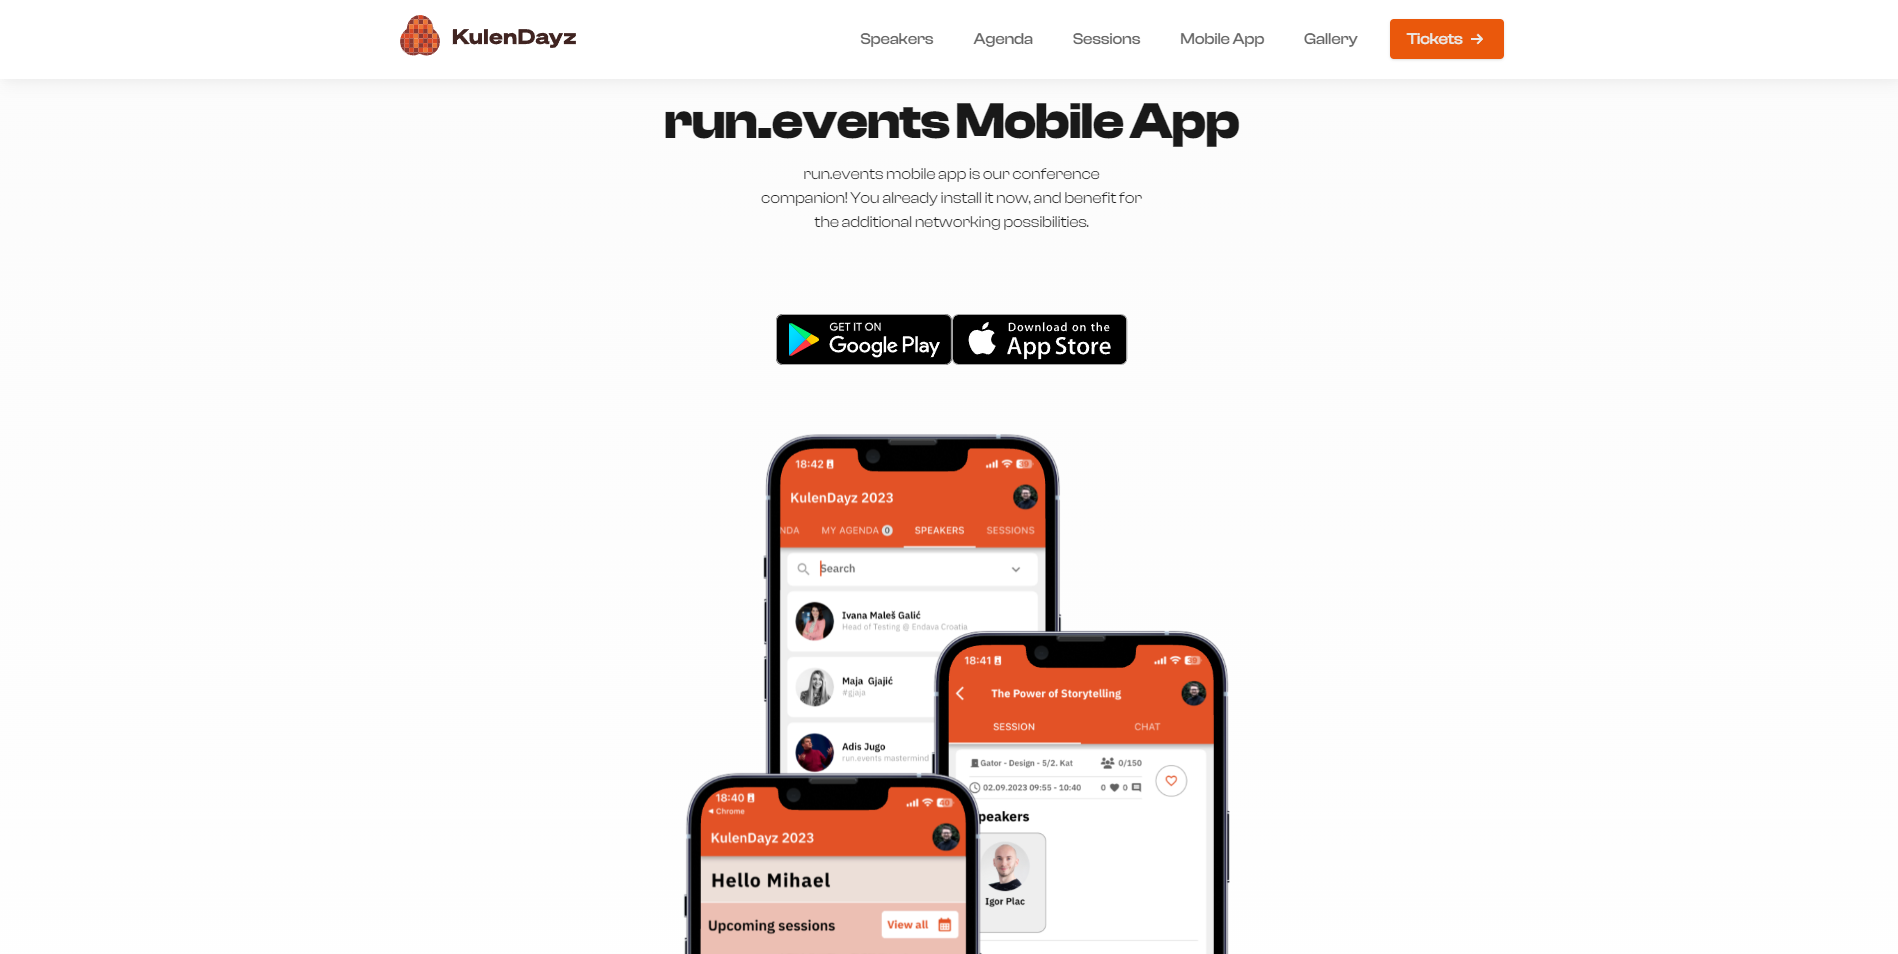 KulenDayz
Speakers
Agenda
Sessions
Mobile App
Gallery
Tickets
run.events Mobile App
run.events mobile app is our conference
companion! You already install it now, and benefit for
the additional networking possibilities.
GET IT ON
Google Play
Download on the
App Store
18:42
KulenDayz 2023
NDA
MY AGENDA 0
SPEAKERS
SESSIONS
Search
Ivana Maleš Galić
Head of Testing @ Endava Croatia
Maja Gjajić
#gjaja
Adis Jugo
run.events mastermind
18:41
39
The Power of Storytelling
SESSION
CHAT
Gator - Design - 5/2. Kat
0/150
02.09.2023 09:55 - 10:40
0
0
peakers
Igor Plac
18:40
40
Chrome
KulenDayz 2023
Hello Mihael
Upcoming sessions
View all